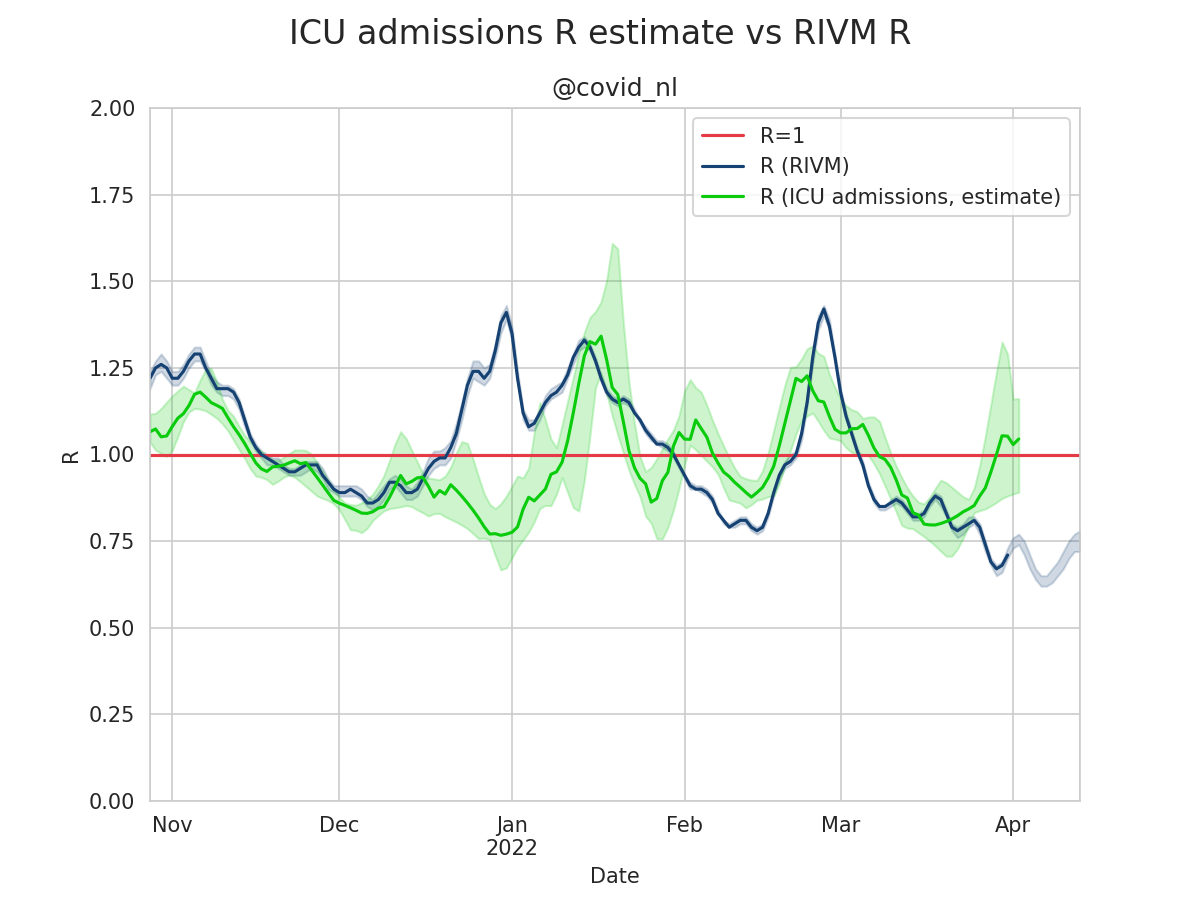 ICU admissions R estimate vs RIVM R
@covid_nl
2.00
1.75
1.50
1.25
1.00
0.75
0.50
0.25
0.00
R
R=1
R (RIVM)
R (ICU admissions, estimate)
Nov Dec Jan Feb Mar Apr
2022
Date